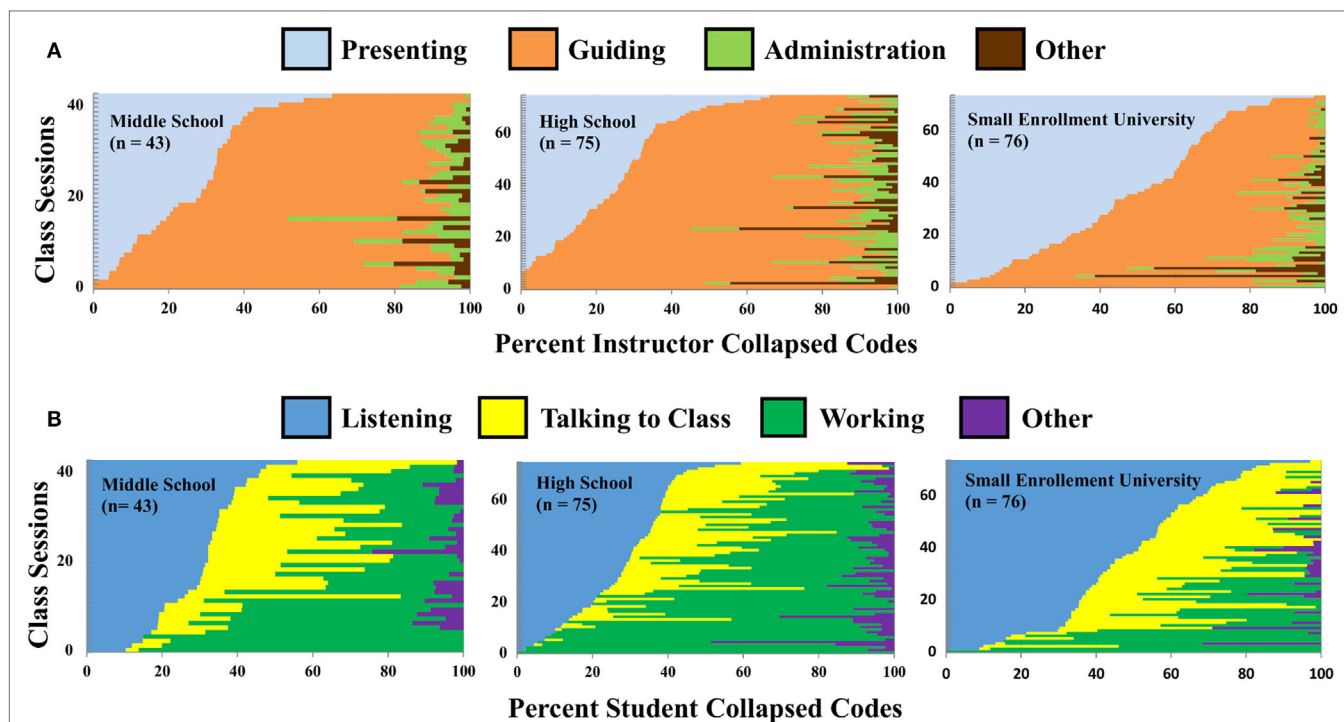 A
Presenting Guiding Administration Other
Class Sessions
40
20
0
Middle School
(n = 43)
0 20 40 60 80 100
60
40
20
0
High School
(n = 75)
0 20 40 60 80 100
60
40
20
0
Small Enrollment University
(n = 76)
0 20 40 60 80 100
Percent Instructor Collapsed Codes
B
Listening Talking to Class Working Other
Class Sessions
40
20
0
Middle School
(n= 43)
0 20 40 60 80 100
60
40
20
0
High School
(n = 75)
0 20 40 60 80 100
60
40
20
0
Small Enrollement University
(n = 76)
0 20 40 60 80 100
Percent Student Collapsed Codes